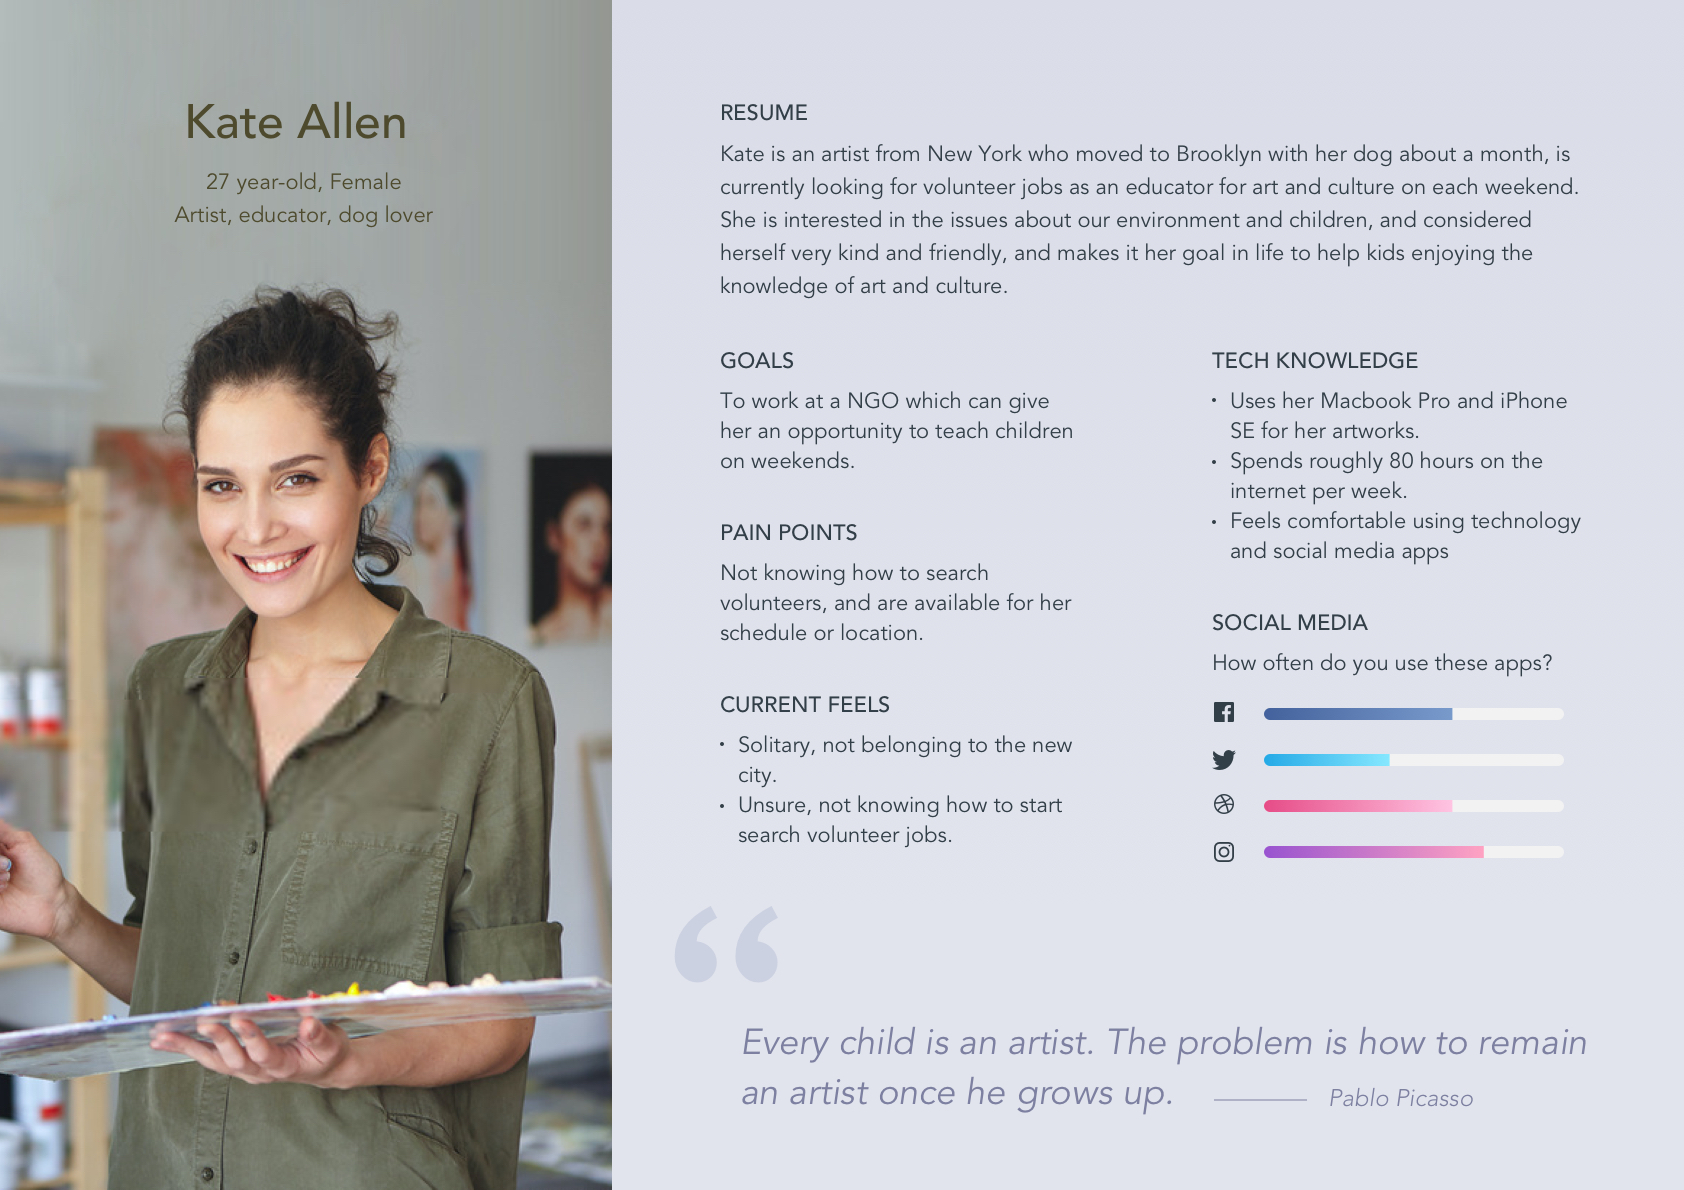 Kate Allen
27 year-old, Female
Artist, educator, dog lover
RESUME
Kate is an artist from New York who moved to Brooklyn with her dog about a month, is
currently looking for volunteer jobs as an educator for art and culture on each weekend.
She is interested in the issues about our environment and children, and considered
herself very kind and friendly, and makes it her goal in life to help kids enjoying the
knowledge of art and culture.
GOALS
To work at a NGO which can give
her an opportunity to teach children
on weekends.
PAIN POINTS
Not knowing how to search
volunteers, and are available for her
schedule or location.
CURRENT FEELS
• Solitary, not belonging to the new
city.
• Unsure, not knowing how to start
search volunteer jobs.
TECH KNOWLEDGE
• Uses her Macbook Pro and iPhone
SE for her artworks.
• Spends roughly 80 hours on the
internet per week.
• Feels comfortable using technology
and social media apps
SOCIAL MEDIA
How often do you use these apps?
“
Every child is an artist. The problem is how to remain
an artist once he grows up. —— Pablo Picasso